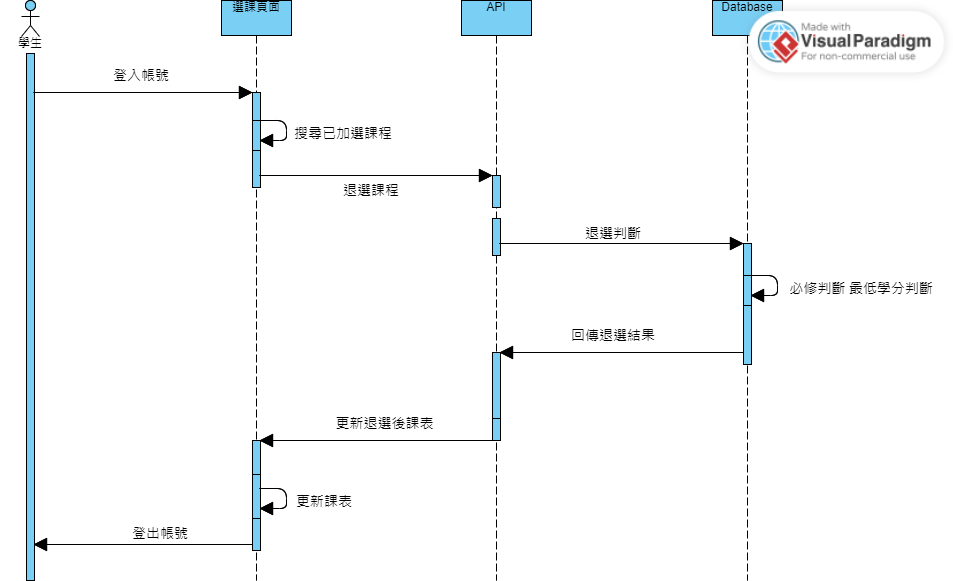 選課頁面
API
Database
學生
Made with
VisualParadigm
For non-commercial use
登入帳號
搜尋已加選課程
退選課程
退選判斷
必修判斷 最低學分判斷
回傳退選結果
更新退選後課表
更新課表
登出帳號